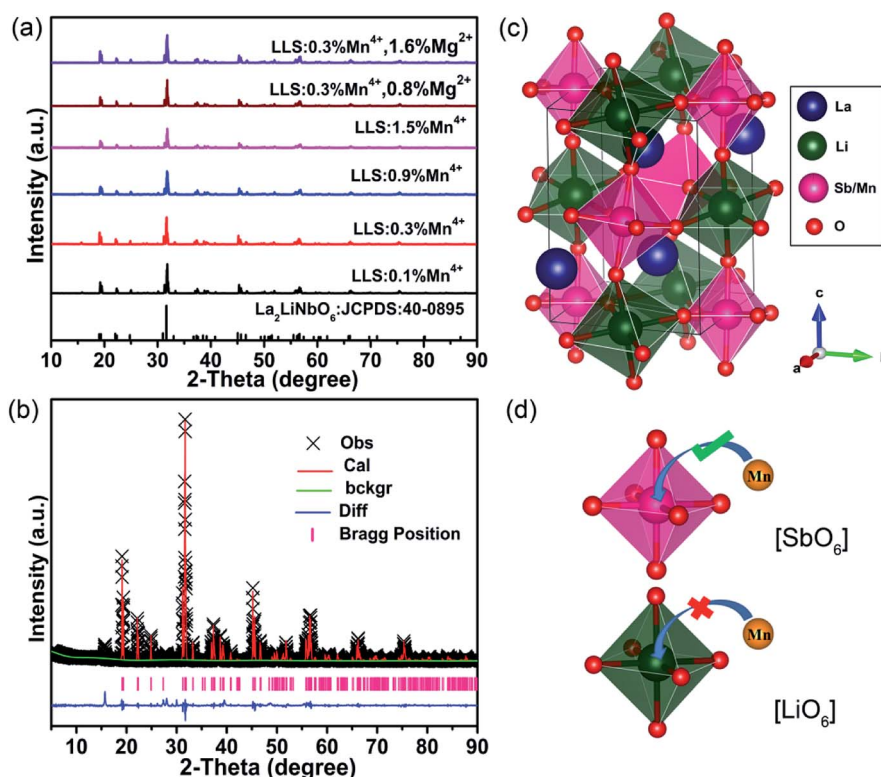 (a)
LLS:0.3%Mn⁴⁺,1.6%Mg²⁺
LLS:0.3%Mn⁴⁺,0.8%Mg²⁺
LLS:1.5%Mn⁴⁺
LLS:0.9%Mn⁴⁺
LLS:0.3%Mn⁴⁺
LLS:0.1%Mn⁴⁺
La₂LiNbO₆:JCPDS:40-0895
Intensity (a.u.)
10 20 30 40 50 60 70 80 90
2-Theta (degree)
(b)
Obs
Cal
bckgr
Diff
Bragg Position
Intensity (a.u.)
10 20 30 40 50 60 70 80 90
2-Theta (degree)
(c)
La
Li
Sb/Mn
O
c
a
(d)
Mn
[SbO₆]
Mn
[LiO₆]